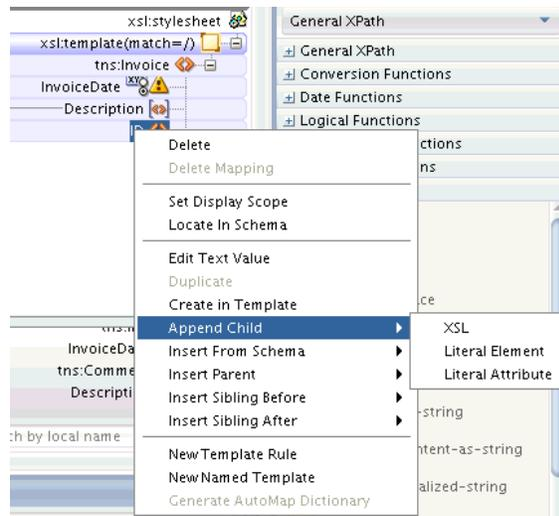 xsl:stylesheet
General XPath
xsl:template(match=/)
General XPath
tns:Invoice
Conversion Functions
InvoiceDate
Date Functions
Description
Logical Functions
ctions
ns
Delete
Delete Mapping
Set Display Scope
Locate In Schema
Edit Text Value
Duplicate
Create in Template
ce
Append Child
XSL
Literal Element
Literal Attribute
InvoiceDa
Insert From Schema
tns:Comme
Insert Parent
Descripti
Insert Sibling Before
Insert Sibling After
-string
ch by local name
New Template Rule
ntent-as-string
New Named Template
Generate AutoMap Dictionary
alized-string